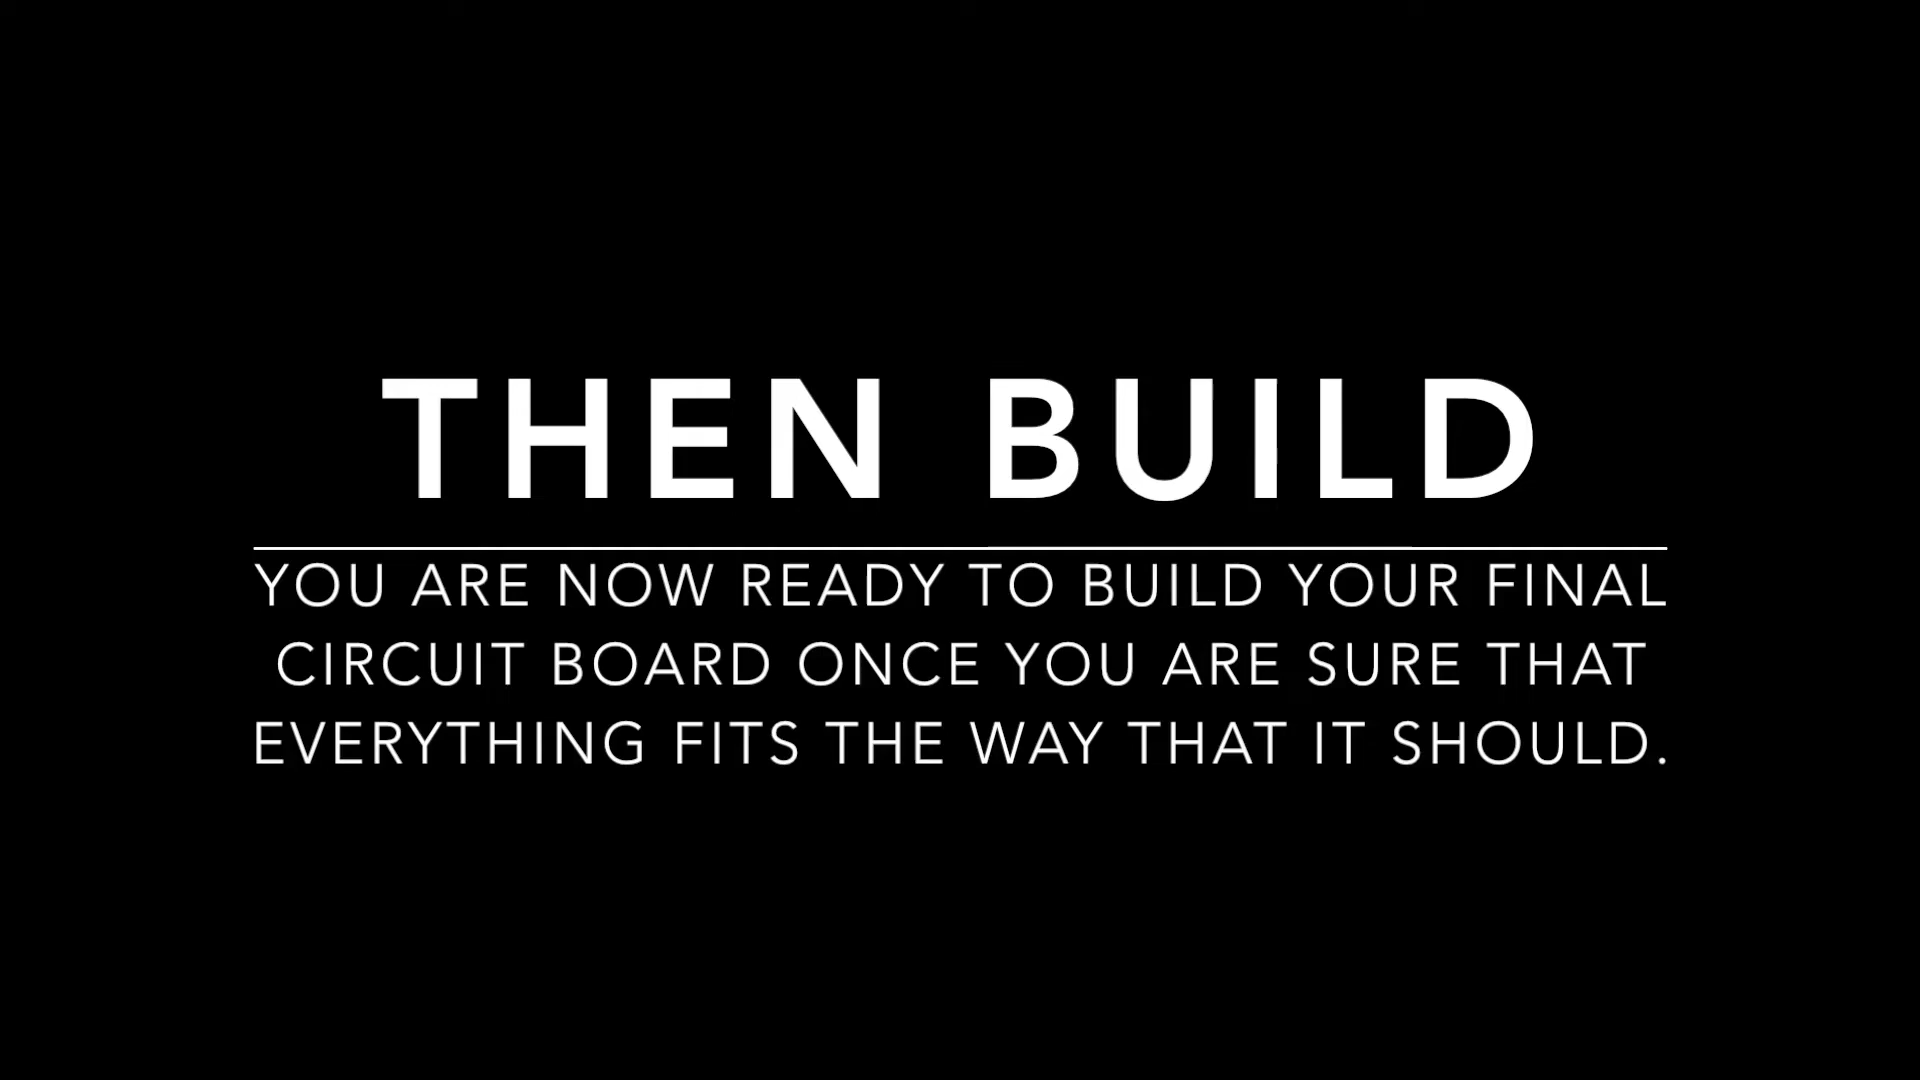 THEN BUILD
YOU ARE NOW READY TO BUILD YOUR FINAL
CIRCUIT BOARD ONCE YOU ARE SURE THAT
EVERYTHING FITS THE WAY THAT IT SHOULD.